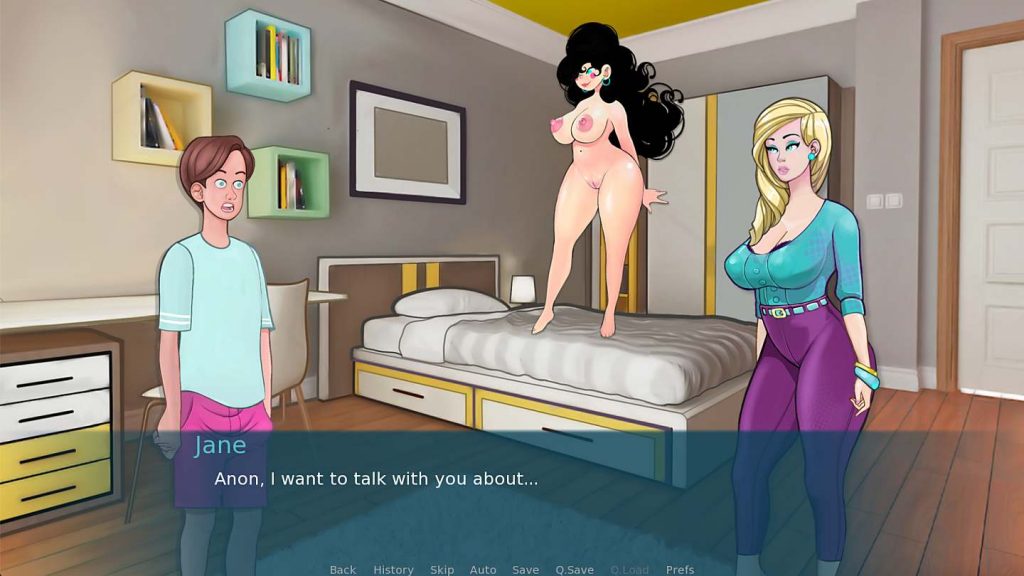 Jane
Anon, I want to talk with you about...
Back History Skip Auto Save Q.Save Q.Load Prefs